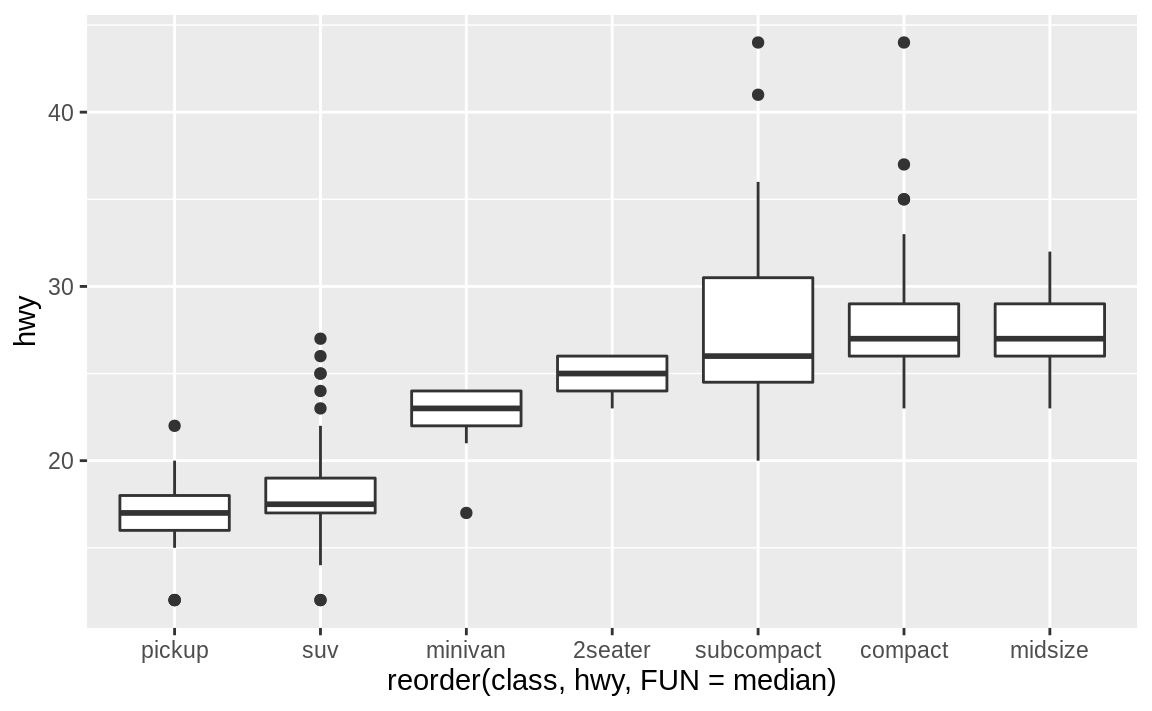 hwy
40
30
20
pickup suv minivan 2seater subcompact compact midsize
reorder(class, hwy, FUN = median)